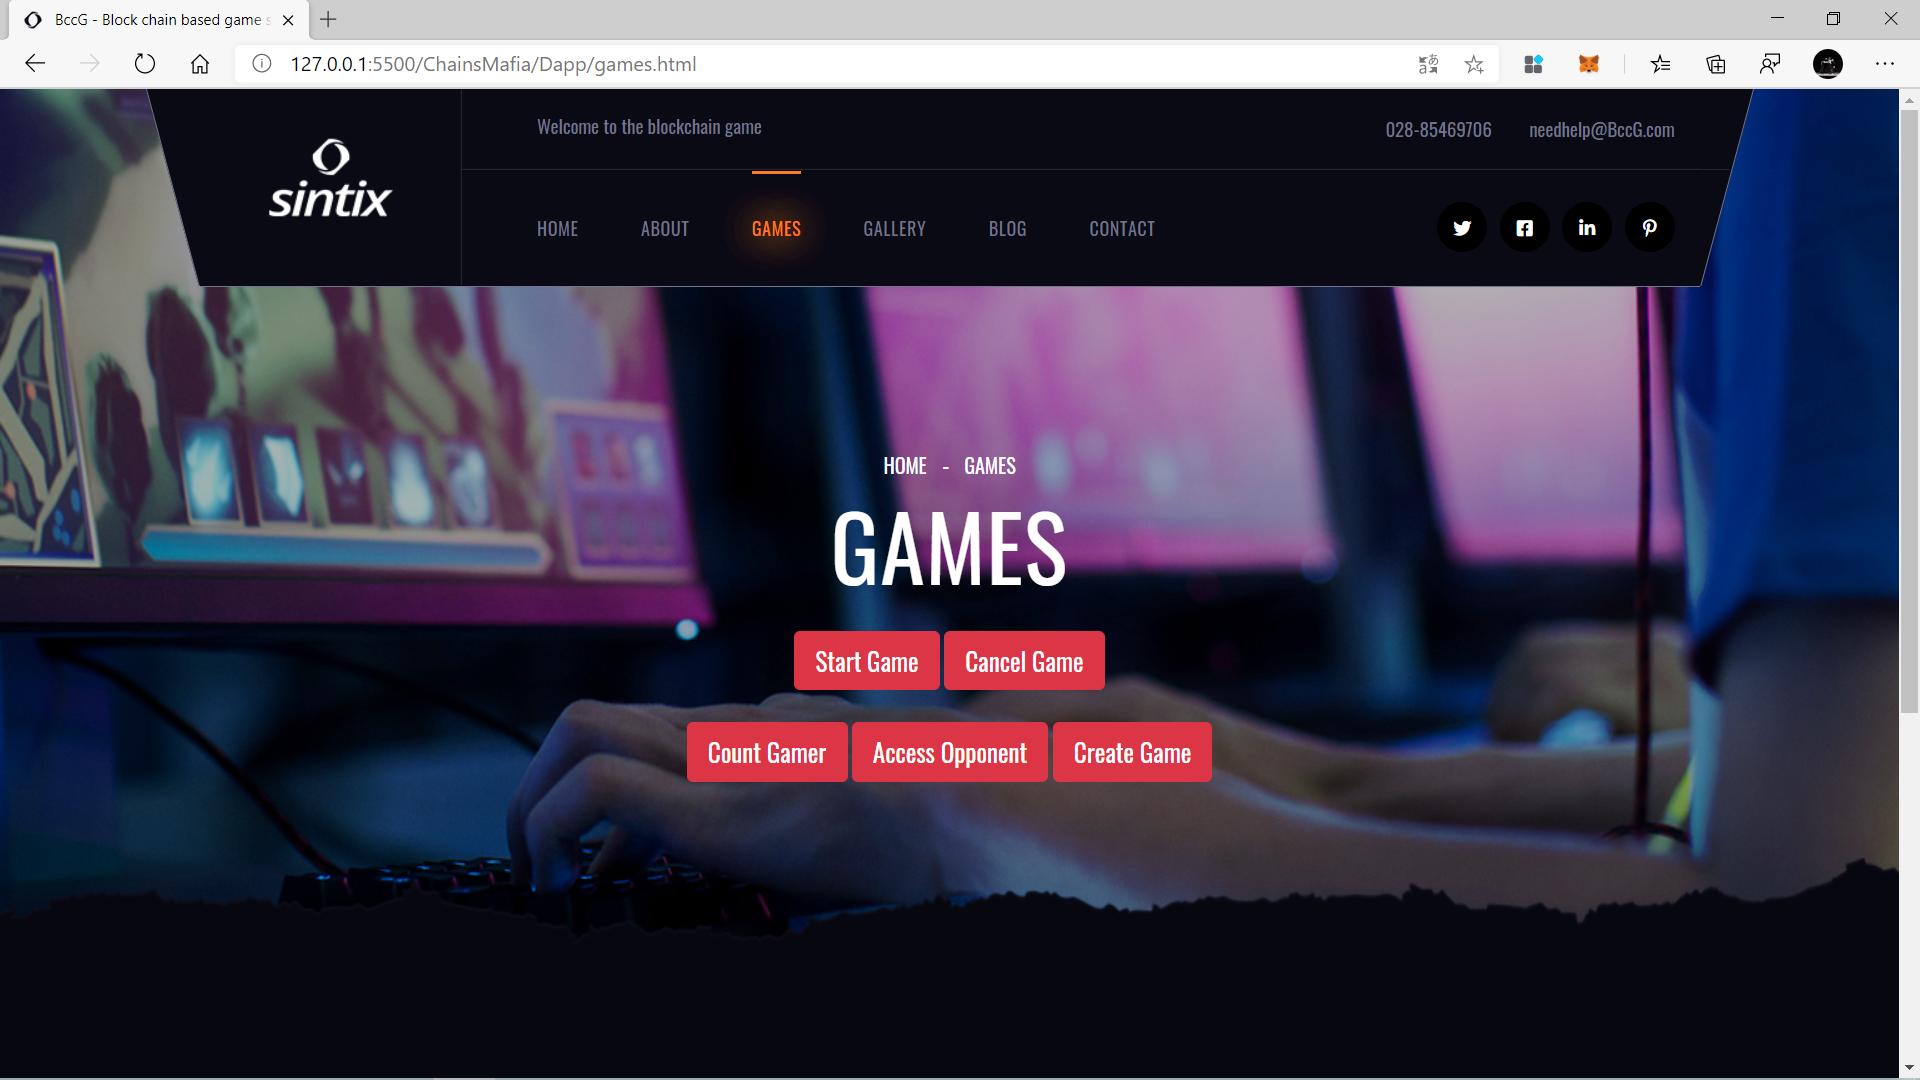 BccG - Block chain based game s
127.0.0.1:5500/ChainsMafia/Dapp/games.html
Welcome to the blockchain game
028-85469706
needhelp@BccG.com
sintix
HOME
ABOUT
GAMES
GALLERY
BLOG
CONTACT
HOME - GAMES
GAMES
Start Game
Cancel Game
Count Gamer
Access Opponent
Create Game